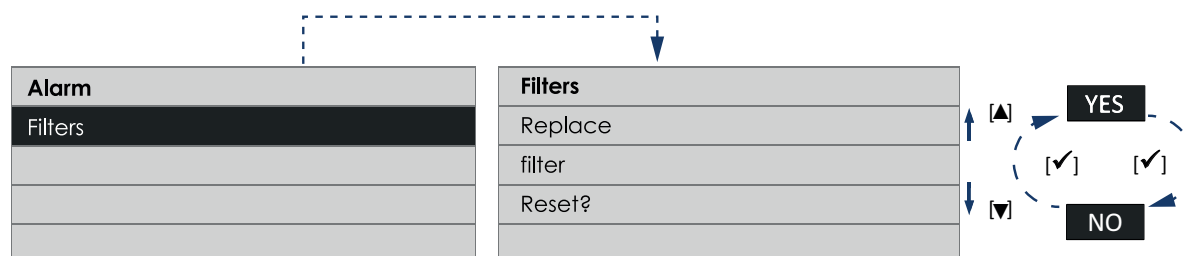 Alarm
Filters
Filters
Replace
filter
Reset?
[▲]
[▼]
YES
[✔] [✔]
NO